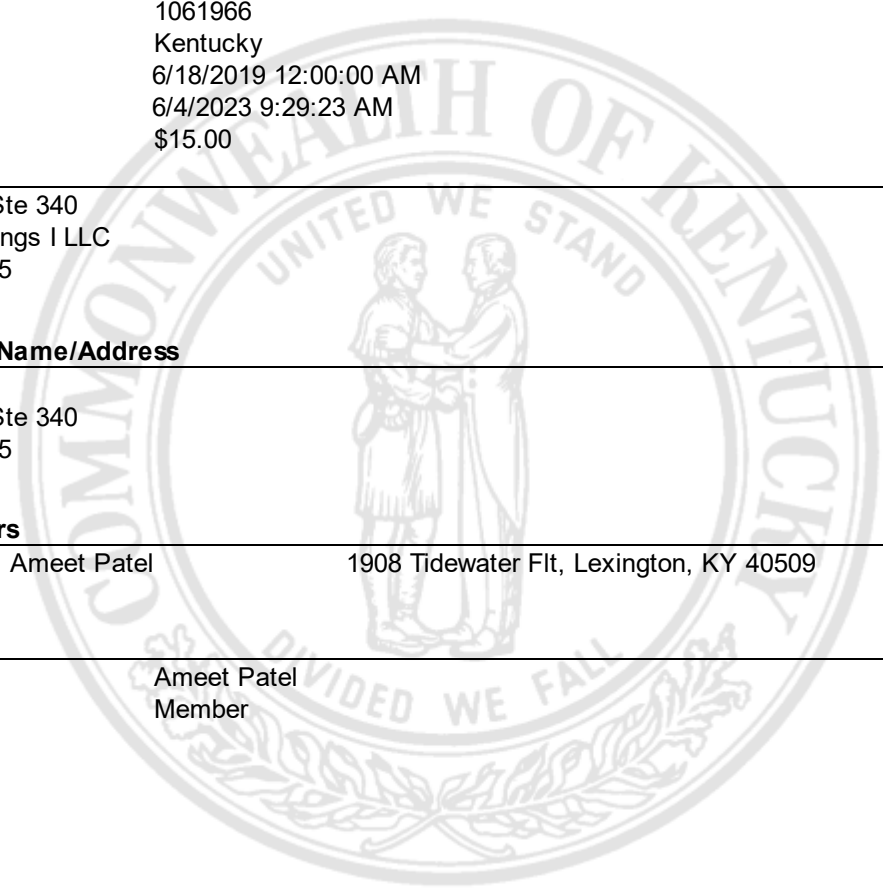 1061966
Kentucky
6/18/2019 12:00:00 AM
6/4/2023 9:29:23 AM
$15.00
Ste 340
ngs I LLC
5
Name/Address
Ste 340
5
rs
Ameet Patel 1908 Tidewater Flt, Lexington, KY 40509
Ameet Patel
Member
COMMONWEALTH OF KENTUCKY
UNITED WE STAND
DIVIDED WE FALL